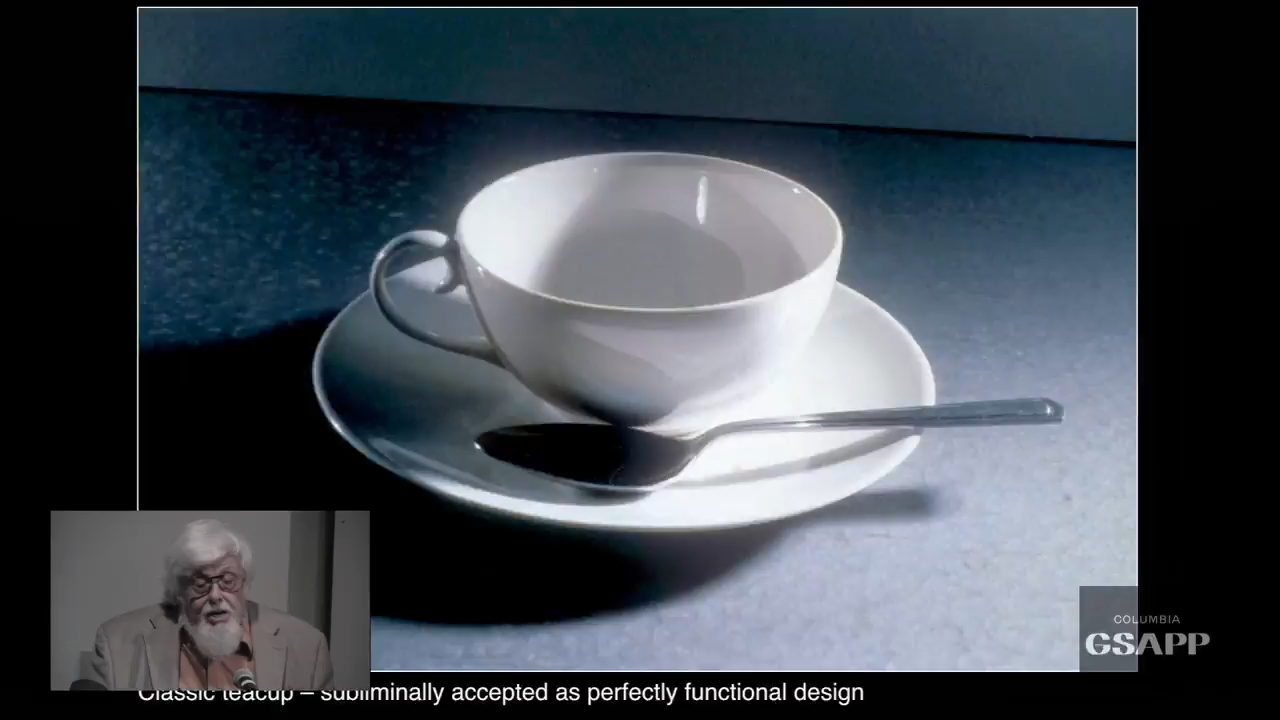 COLUMBIA
GSAPP
Classic teacup – subliminally accepted as perfectly functional design